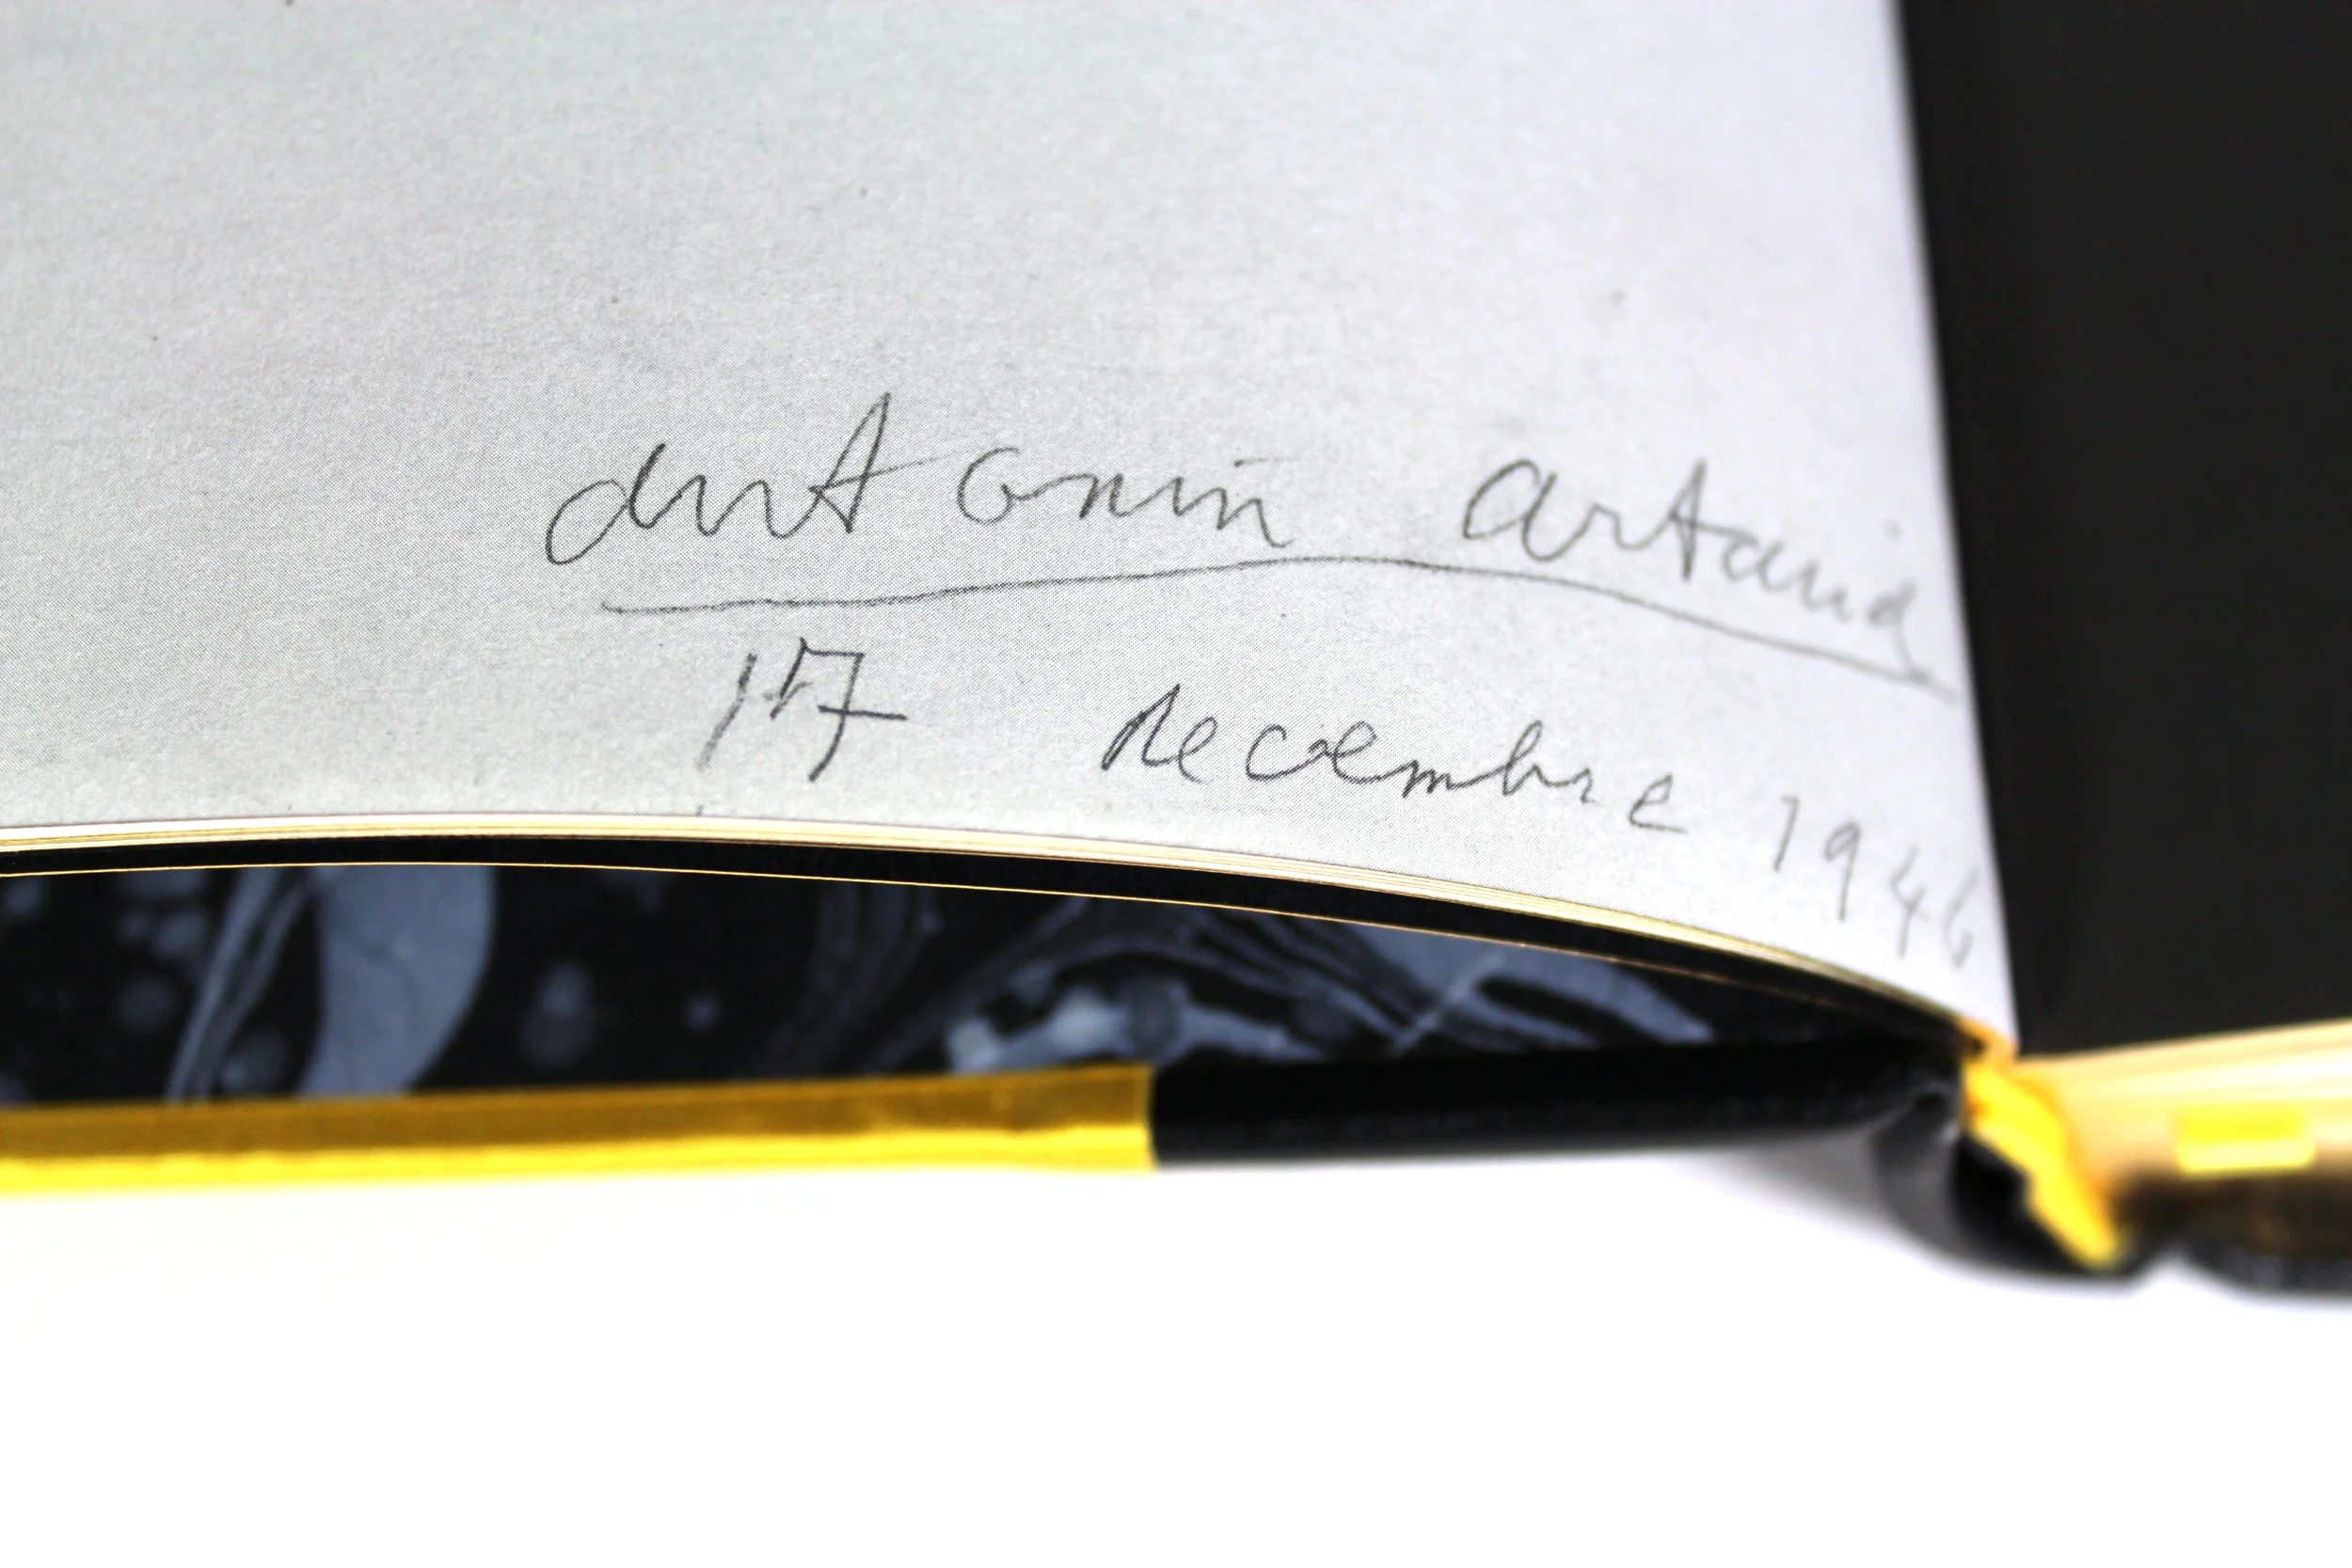 antonin artaud
17 decembre 1946